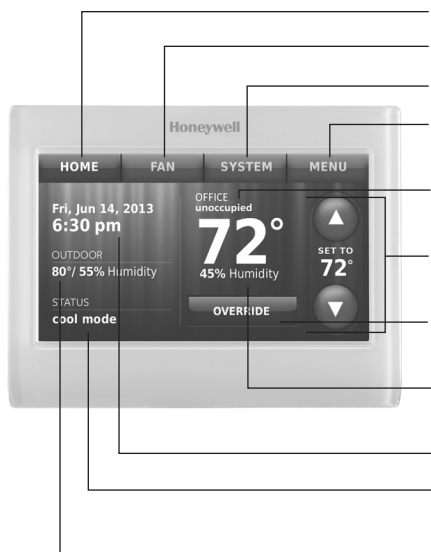 Honeywell
HOME FAN SYSTEM MENU
Fri, Jun 14, 2013
6:30 pm
OUTDOOR
80°/ 55% Humidity
STATUS
cool mode
OFFICE
unoccupied
72°
45% Humidity
OVERRIDE
SET TO
72°